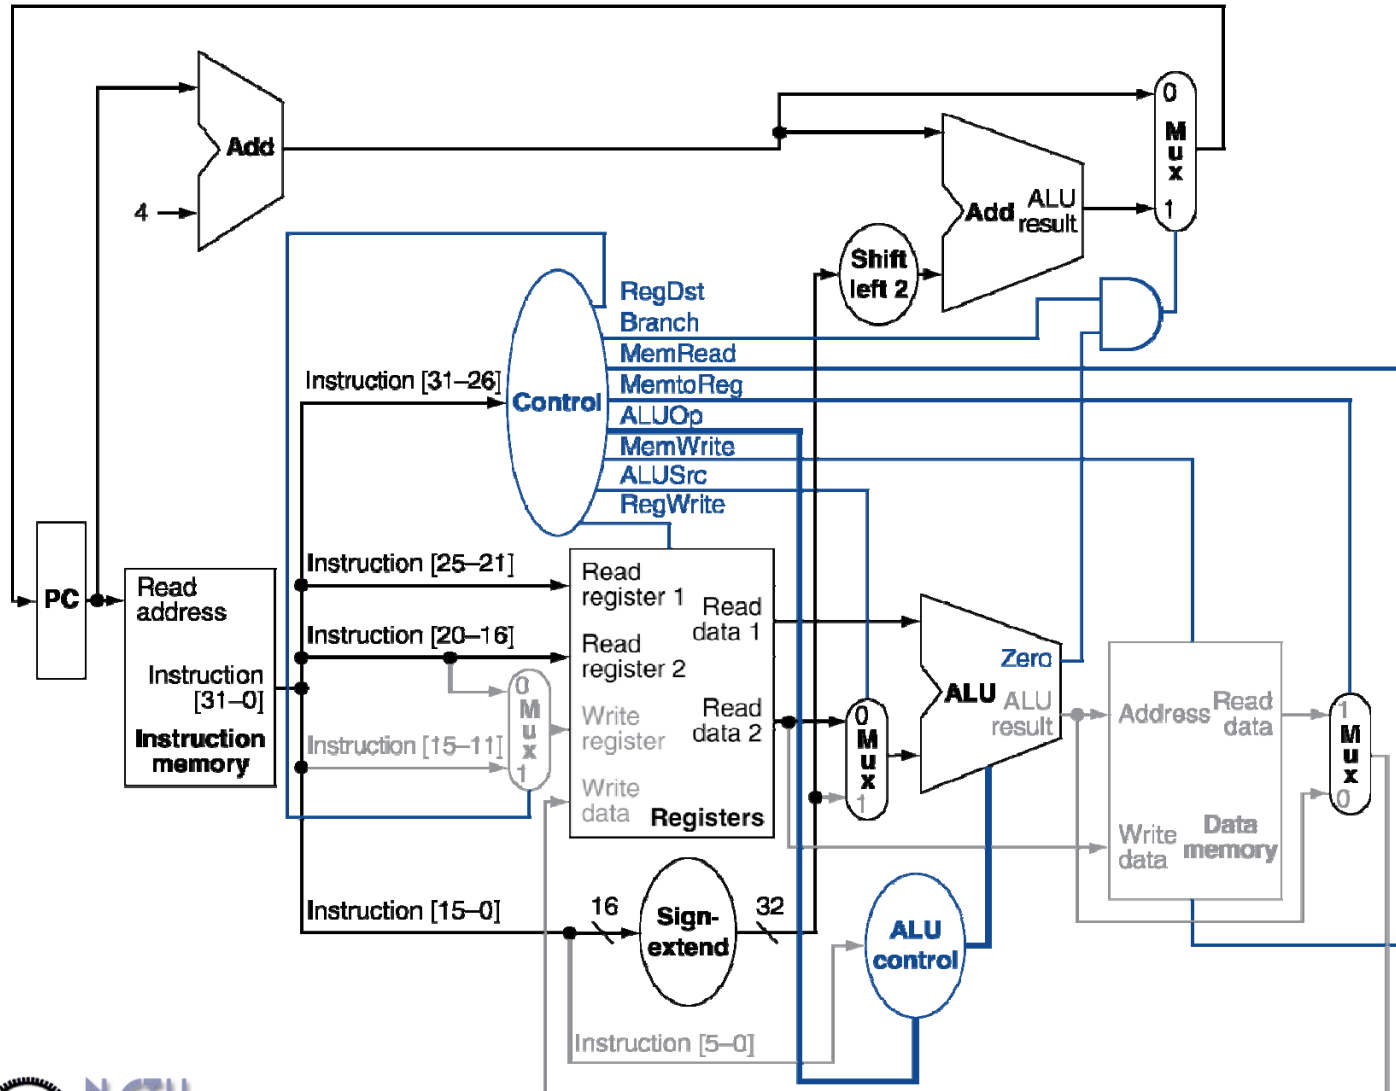 0
M
u
x
1
Add
4
Add
ALU
result
Shift
left 2
RegDst
Branch
MemRead
MemtoReg
ALUOp
MemWrite
ALUSrc
RegWrite
Control
Instruction [31–26]
Instruction [25–21]
Instruction [20–16]
Instruction [15–11]
Instruction [15–0]
Instruction [5–0]
PC
Read
address
Instruction
[31–0]
Instruction
memory
0
M
u
x
1
Read
register 1
Read
register 2
Write
register
Write
data
Read
data 1
Read
data 2
Registers
0
M
u
x
1
Zero
ALU
ALU
result
Address
Read
data
Write
data
Data
memory
1
M
u
x
0
16
Sign-
extend
32
ALU
control